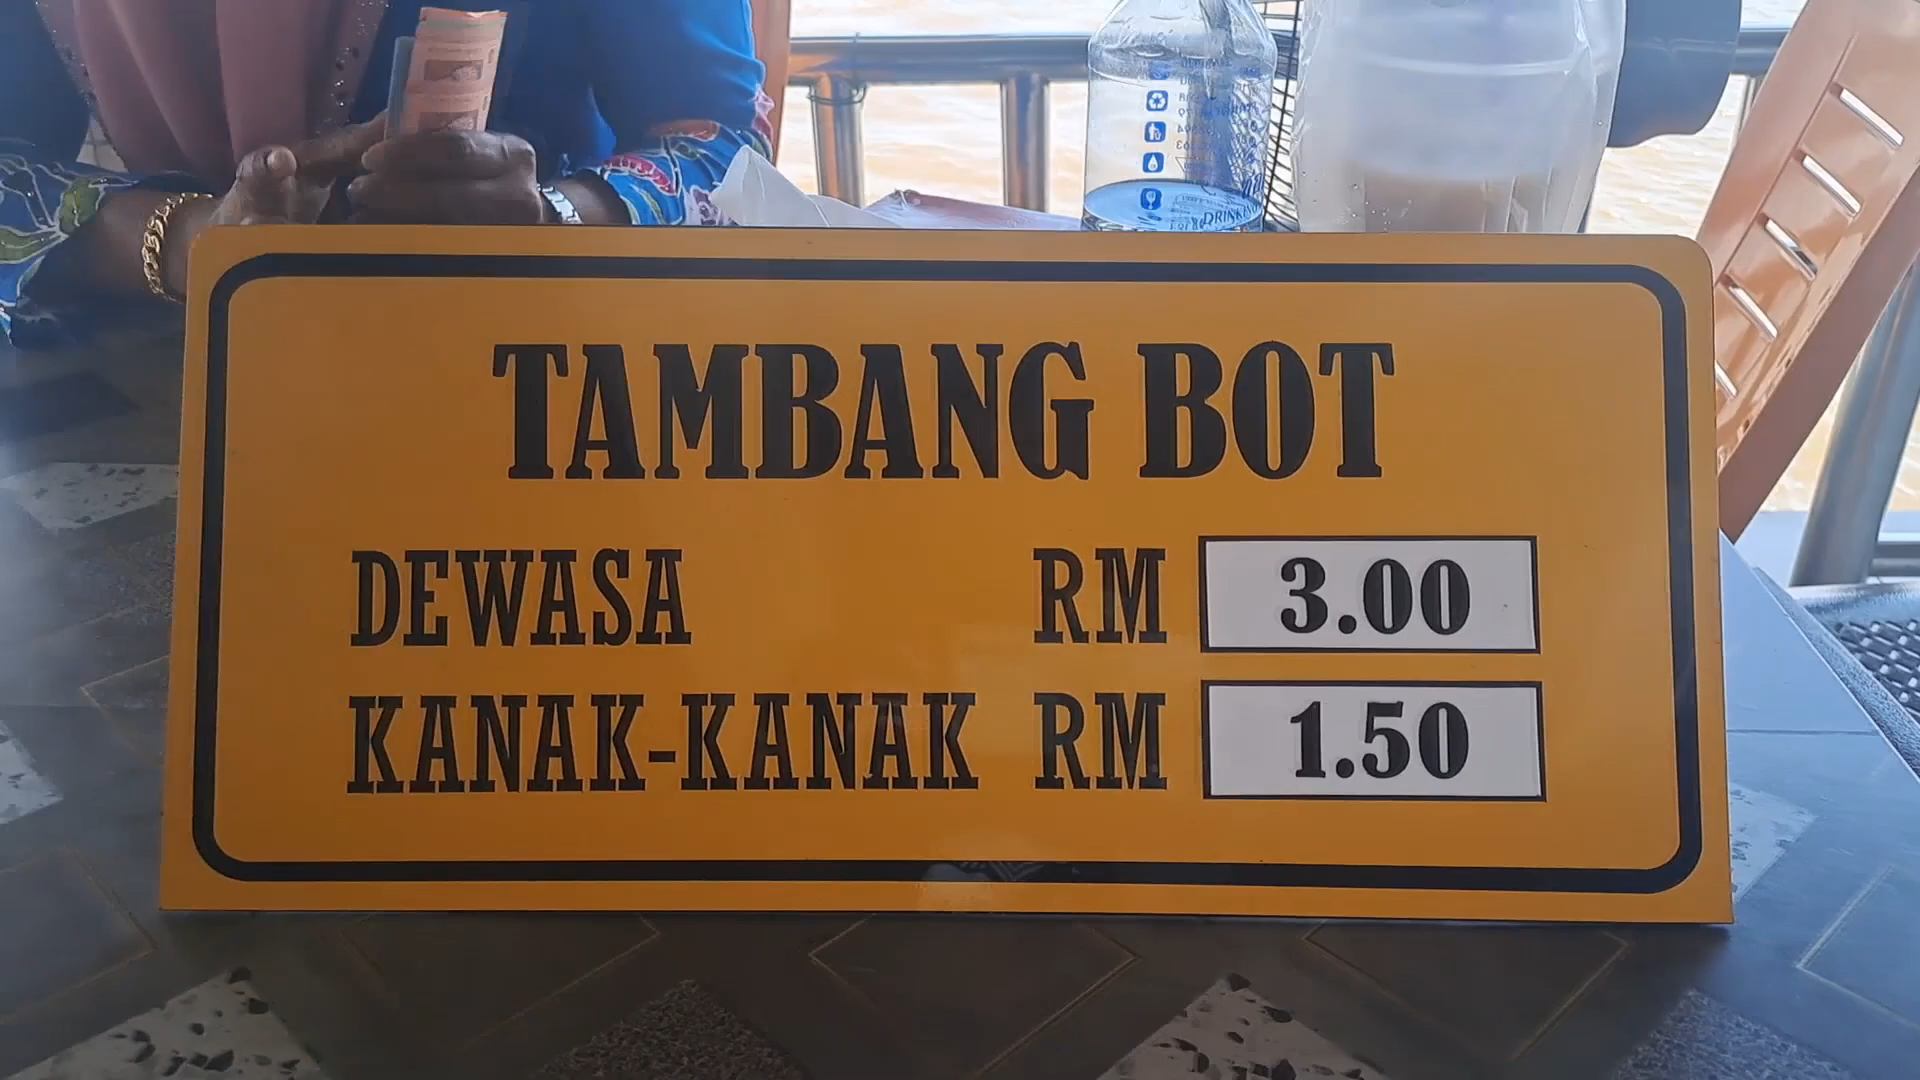 TAMBANG BOT
DEWASA RM 3.00
KANAK-KANAK RM 1.50